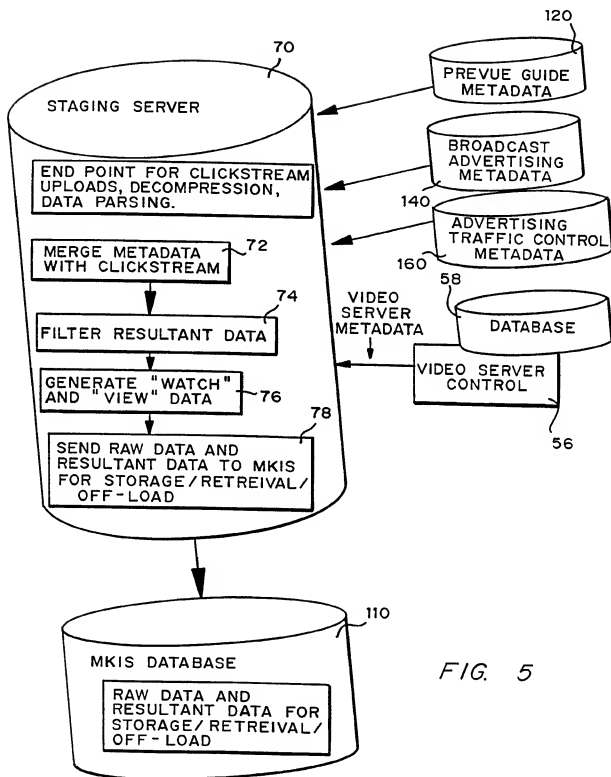 70
STAGING SERVER
END POINT FOR CLICKSTREAM
UPLOADS, DECOMPRESSION,
DATA PARSING.
72
MERGE METADATA
WITH CLICKSTREAM
74
FILTER RESULTANT DATA
GENERATE "WATCH"
AND "VIEW" DATA
76
78
SEND RAW DATA AND
RESULTANT DATA TO MKIS
FOR STORAGE/RETREIVAL/
OFF-LOAD
120
PREVUE GUIDE
METADATA
BROADCAST
ADVERTISING
METADATA
140
ADVERTISING
TRAFFIC CONTROL
METADATA
160
58
DATABASE
VIDEO SERVER
METADATA
VIDEO SERVER
CONTROL
56
110
MKIS DATABASE
RAW DATA AND
RESULTANT DATA FOR
STORAGE/RETREIVAL/
OFF-LOAD
FIG. 5